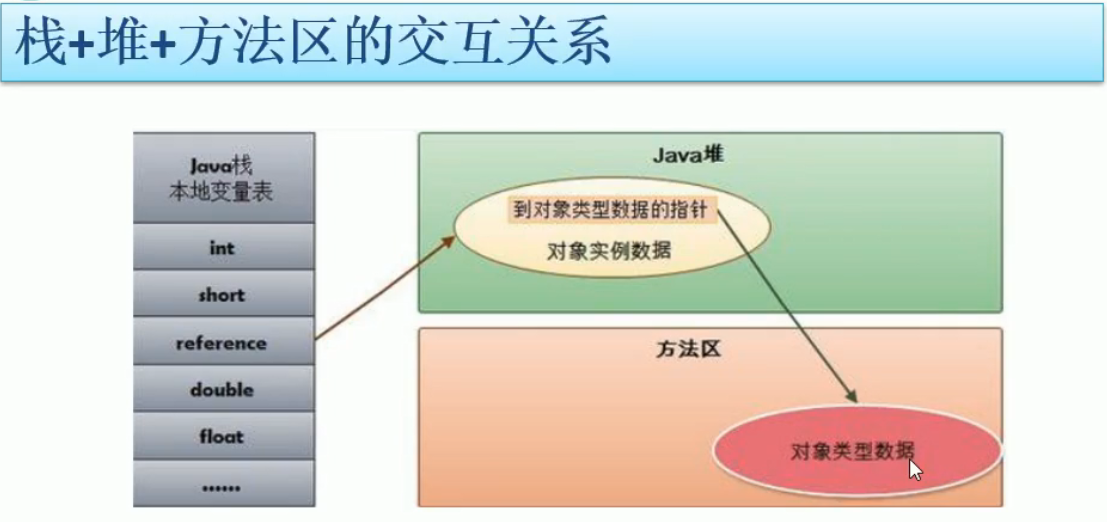 栈+堆+方法区的交互关系
Java栈
本地变量表
int
short
reference
double
float
......
Java堆
到对象类型数据的指针
对象实例数据
方法区
对象类型数据